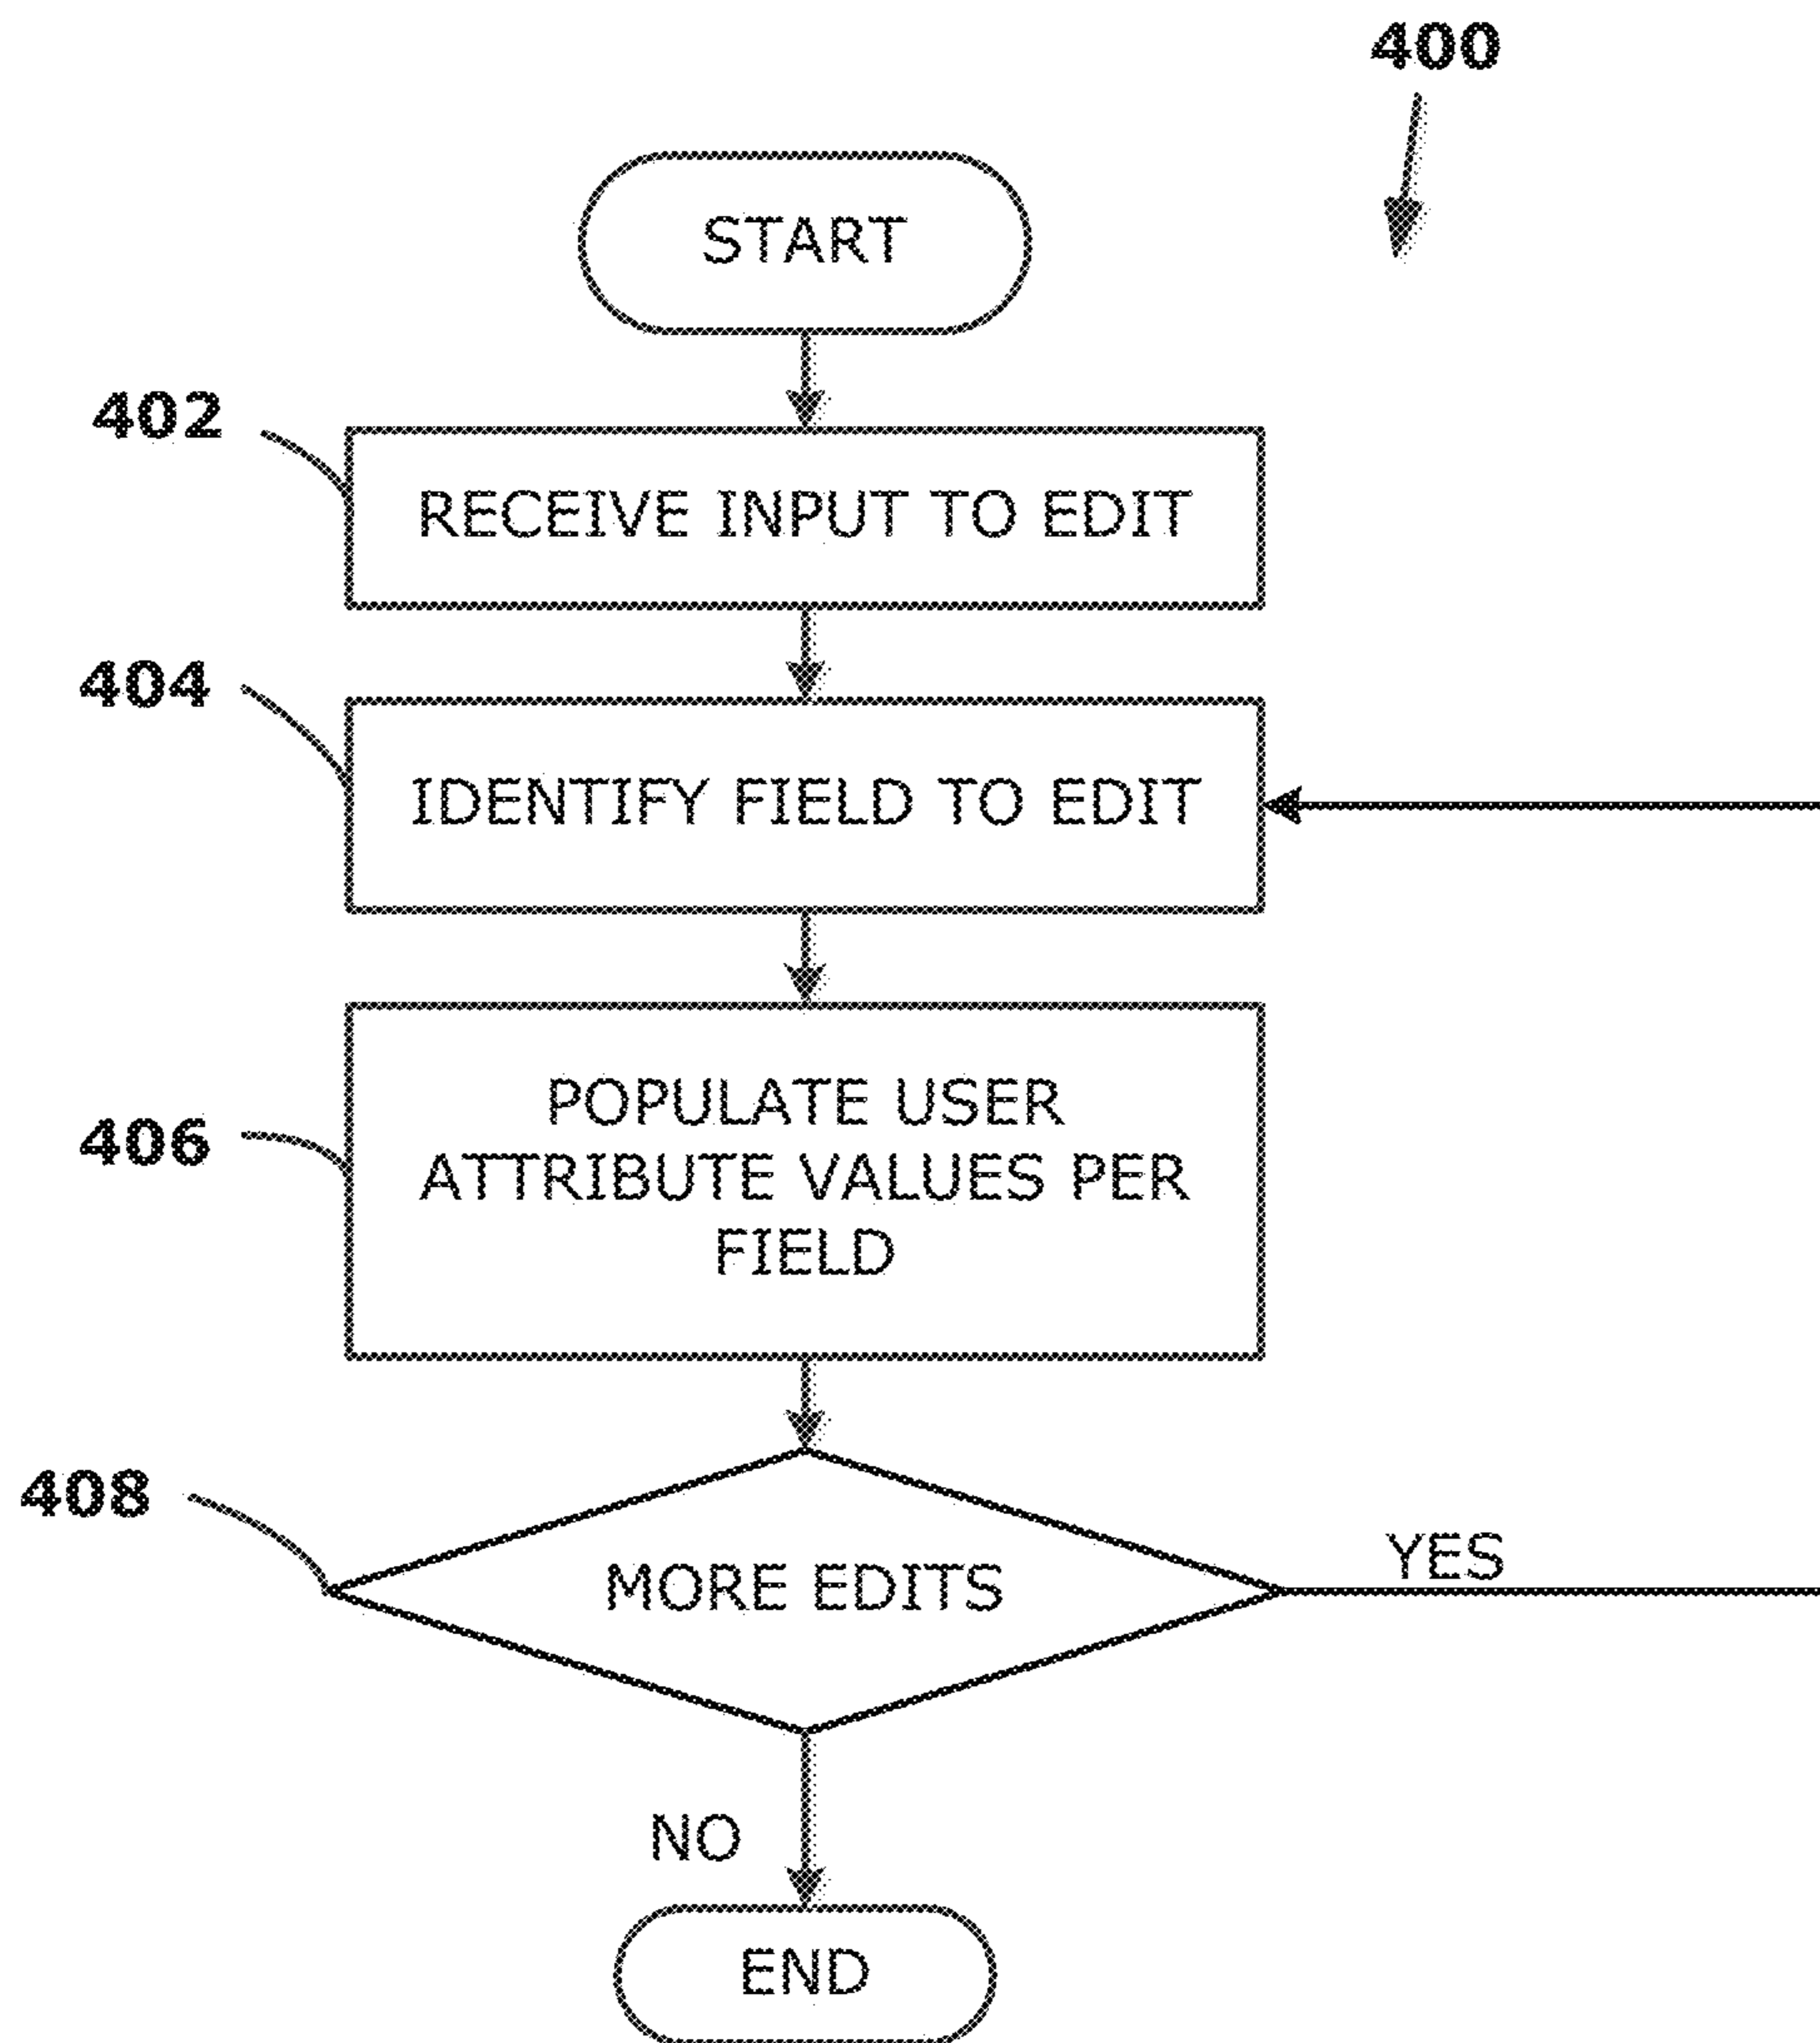 400
START
402
RECEIVE INPUT TO EDIT
404
IDENTIFY FIELD TO EDIT
406
POPULATE USER
ATTRIBUTE VALUES PER
FIELD
408
MORE EDITS
YES
NO
END